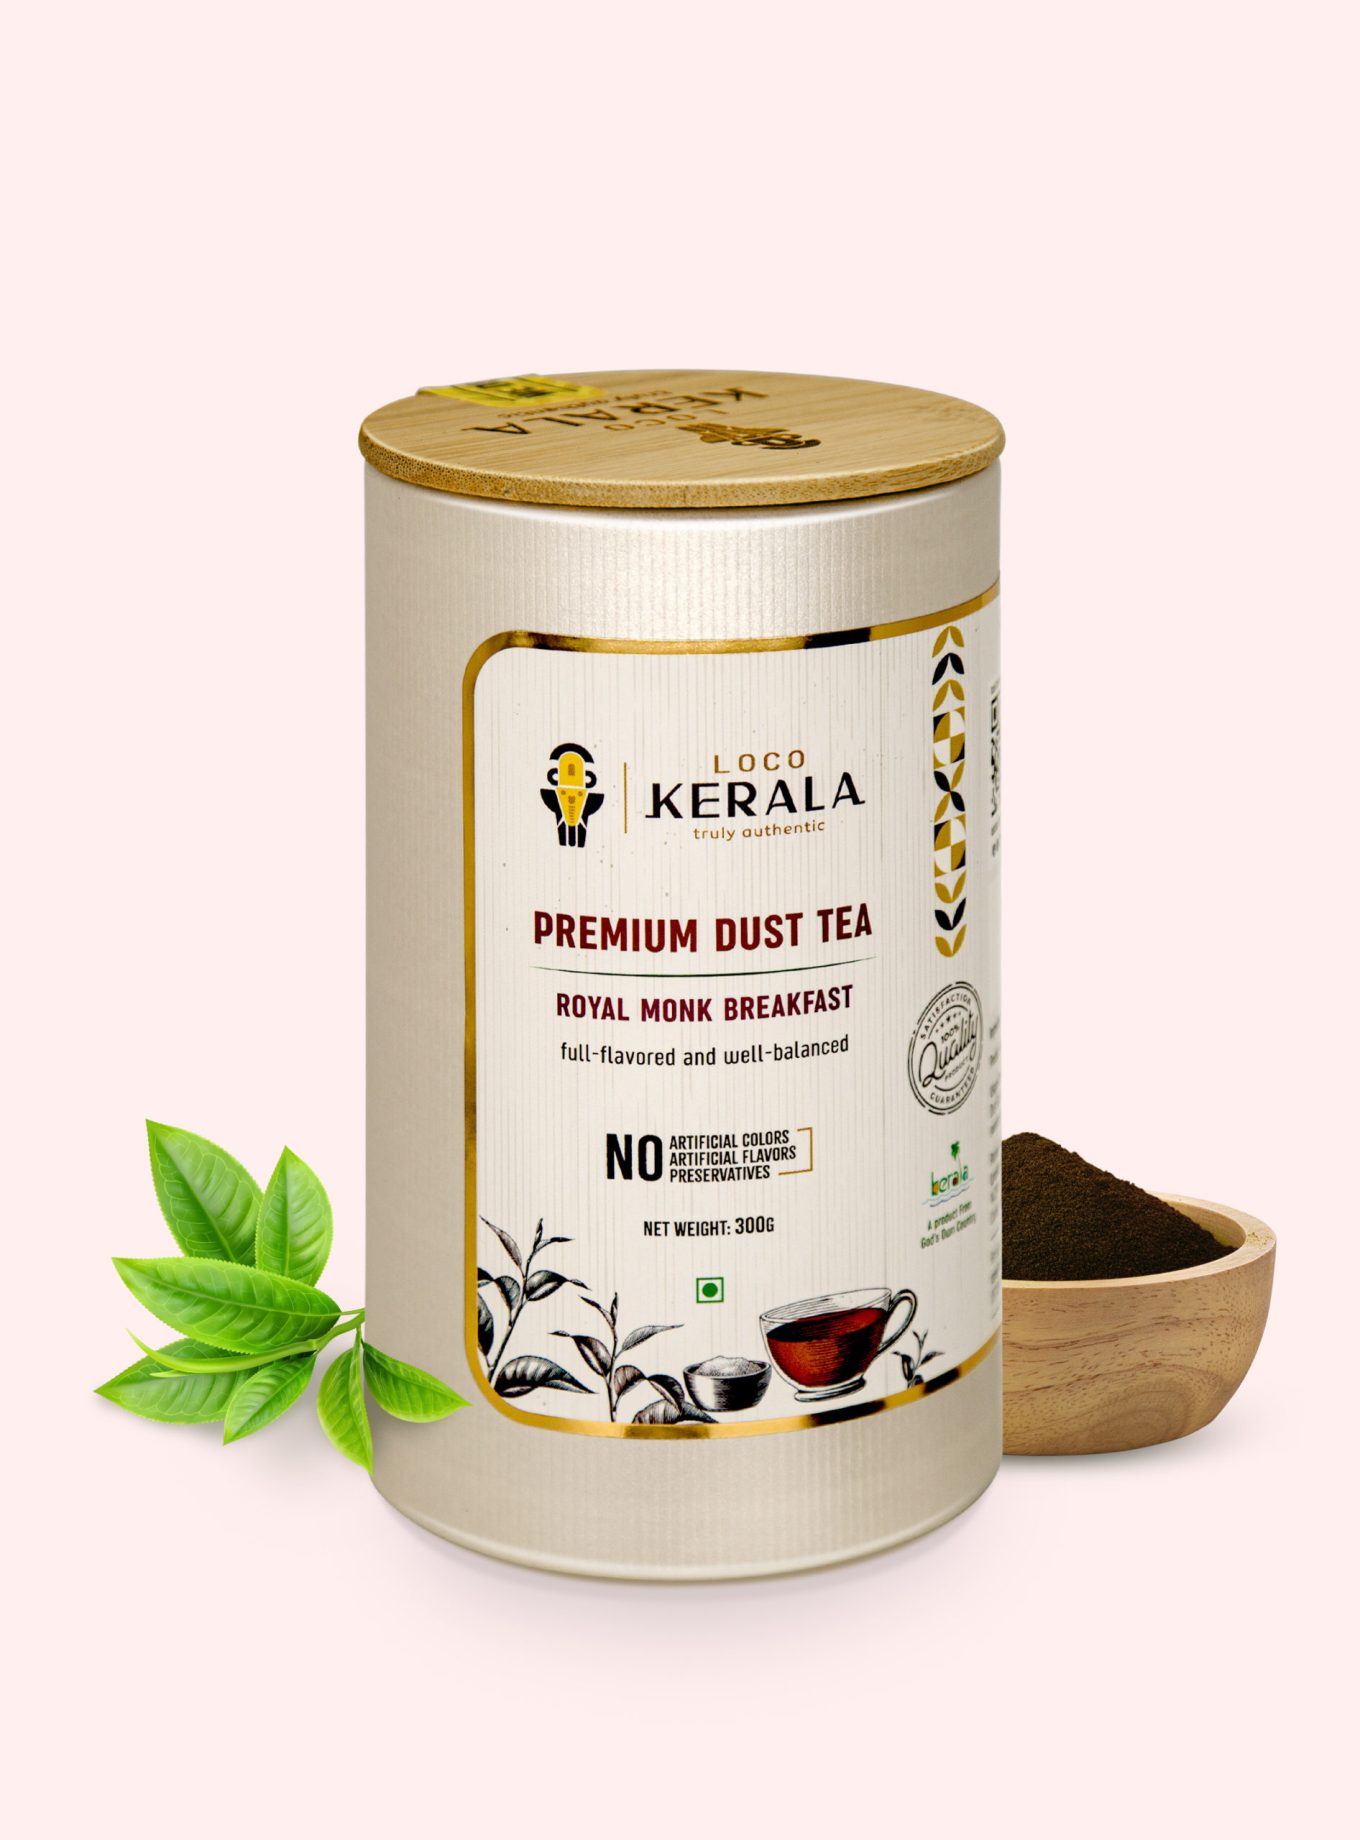 LOCO
KERALA
LOCO
KERALA
truly authentic
PREMIUM DUST TEA
ROYAL MONK BREAKFAST
full-flavored and well-balanced
NO ARTIFICIAL COLORS
ARTIFICIAL FLAVORS
PRESERVATIVES
NET WEIGHT: 300G
SATISFACTION
100%
Quality
PRODUCT
GUARANTEED
kerala
A product From
God's Own Country